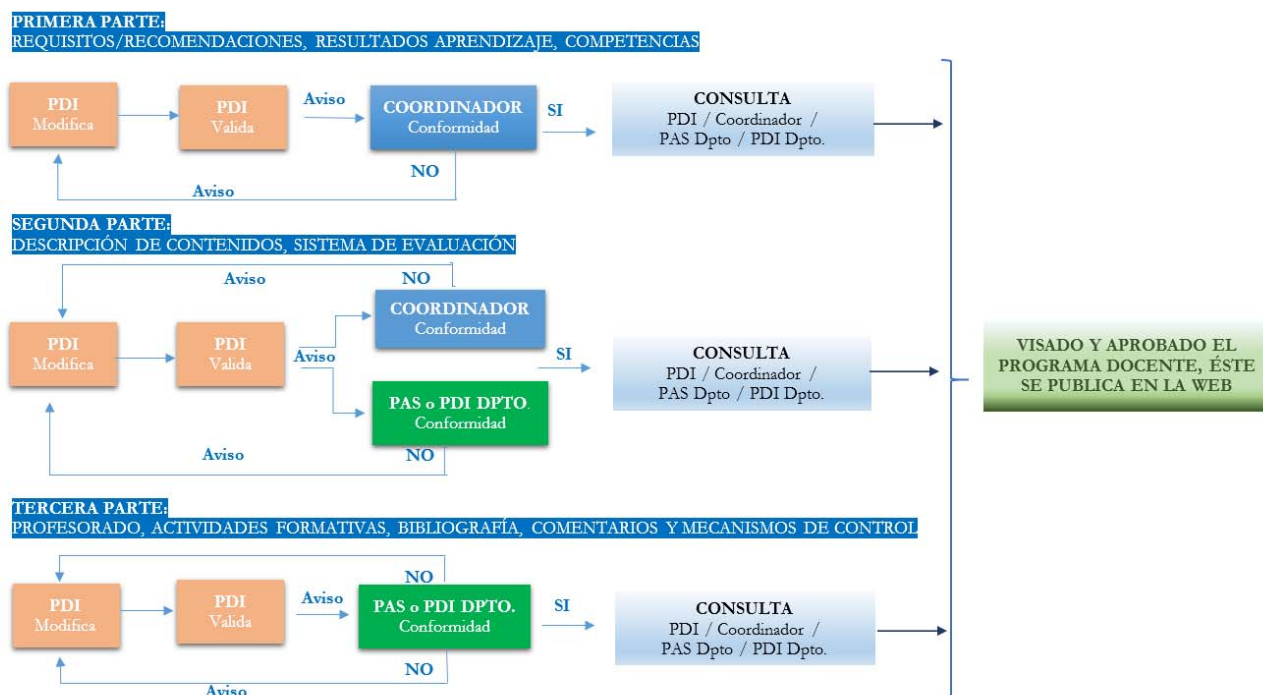 PRIMERA PARTE:
REQUISITOS/RECOMENDACIONES, RESULTADOS APRENDIZAJE, COMPETENCIAS
PDI
Modifica
PDI
Valida
Aviso
COORDINADOR
Conformidad
SI
CONSULTA
PDI / Coordinador /
PAS Dpto / PDI Dpto.
NO
Aviso
SEGUNDA PARTE:
DESCRIPCIÓN DE CONTENIDOS, SISTEMA DE EVALUACIÓN
Aviso
NO
PDI
Modifica
PDI
Valida
Aviso
COORDINADOR
Conformidad
PAS o PDI DPTO.
Conformidad
SI
CONSULTA
PDI / Coordinador /
PAS Dpto / PDI Dpto.
Aviso
NO
TERCERA PARTE:
PROFESORADO, ACTIVIDADES FORMATIVAS, BIBLIOGRAFÍA, COMENTARIOS Y MECANISMOS DE CONTROL
NO
PDI
Modifica
PDI
Valida
Aviso
PAS o PDI DPTO.
Conformidad
SI
CONSULTA
PDI / Coordinador /
PAS Dpto / PDI Dpto.
NO
Aviso
VISADO Y APROBADO EL
PROGRAMA DOCENTE, ÉSTE
SE PUBLICA EN LA WEB